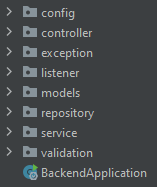 config
controller
exception
listener
models
repository
service
validation
BackendApplication